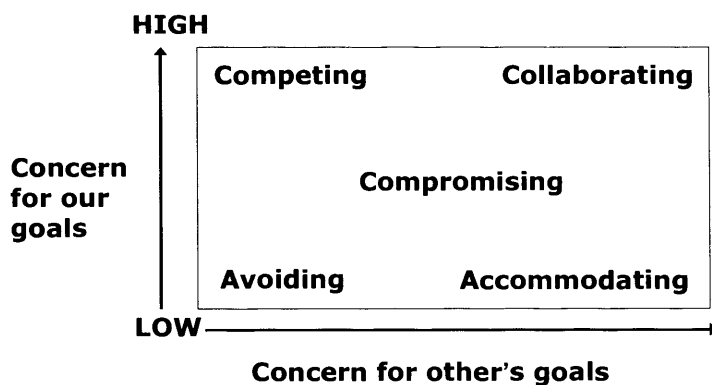 HIGH
Competing Collaborating
Concern
for our
goals
Compromising
Avoiding Accommodating
LOW
Concern for other's goals